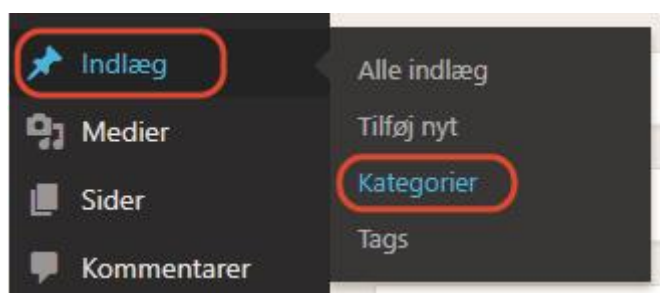 Indlæg
Medier
Sider
Kommentarer
Alle indlæg
Tilføj nyt
Kategorier
Tags